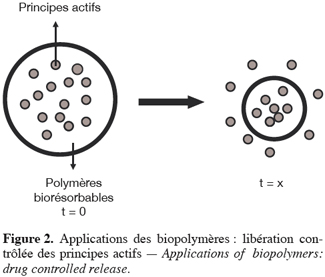 Principes actifs
Polymères
biorésorbables
t = 0
t = x
Figure 2. Applications des biopolymères : libération con-
trôlée des principes actifs — Applications of biopolymers:
drug controlled release.